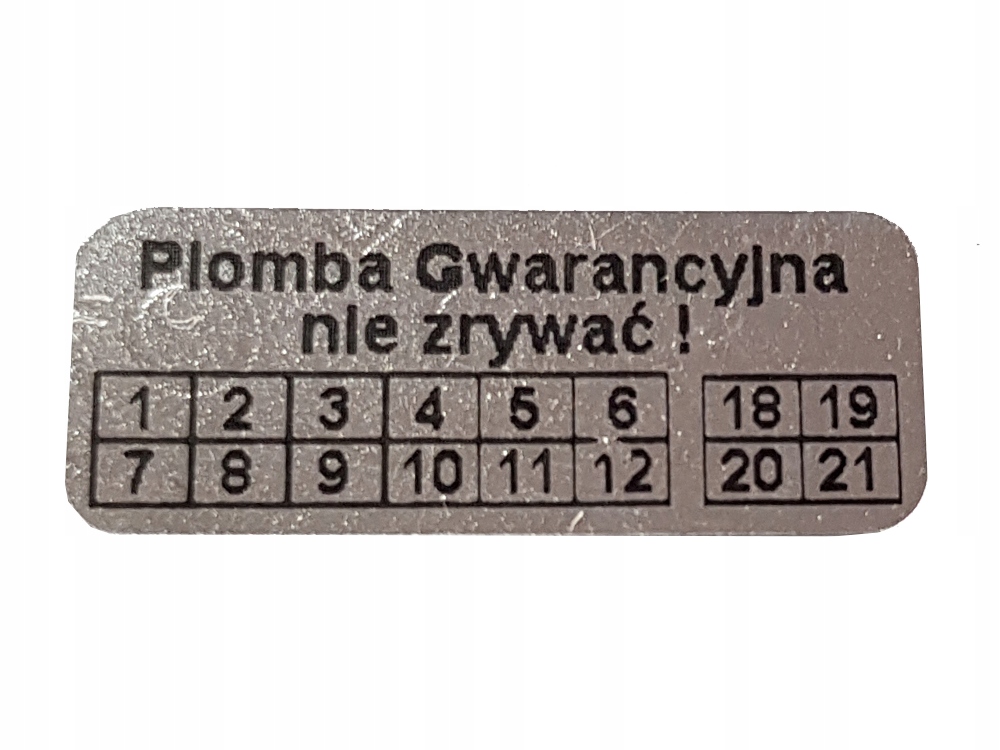 Plomba Gwarancyjna
nie zrywać !
1 2 3 4 5 6 18 19
7 8 9 10 11 12 20 21